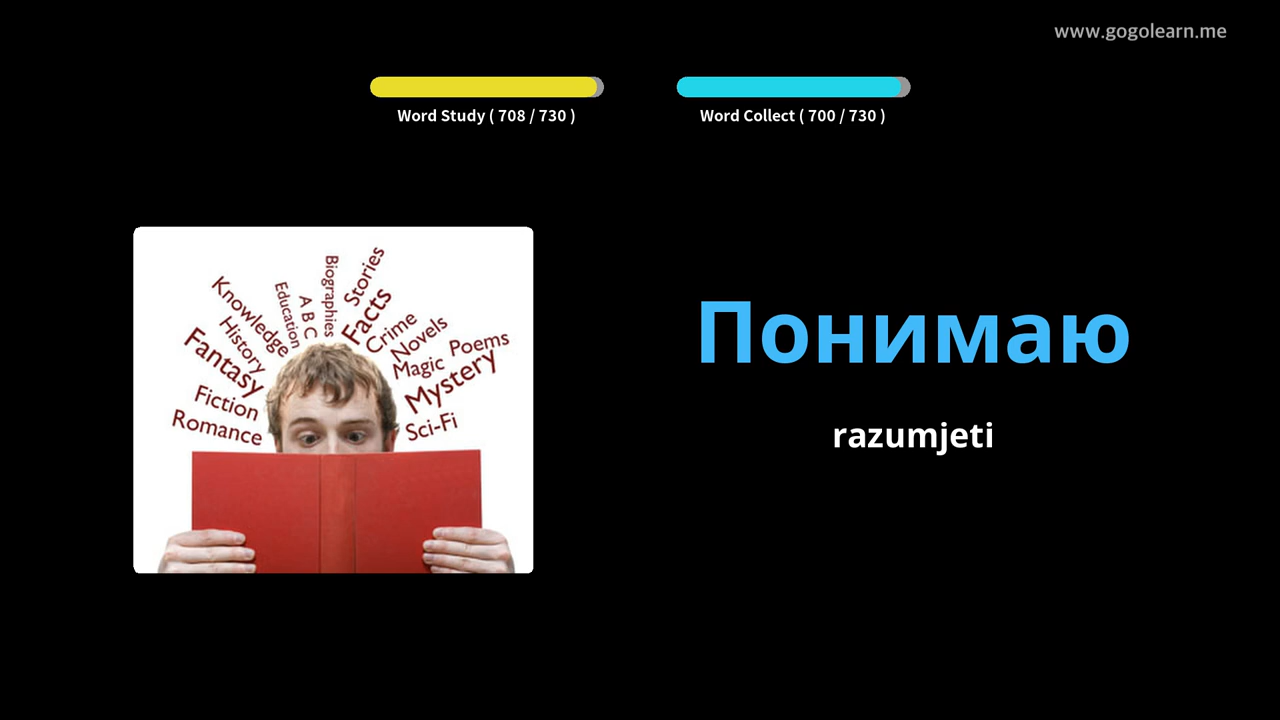 www.gogolearn.me
Word Study ( 708 / 730 )
Word Collect ( 700 / 730 )
Stories
Biographies
Facts
Education
A B C
Knowledge
Crime
Novels
History
Poems
Fantasy
Magic
Mystery
Fiction
Romance
Sci-Fi
Понимаю
razumjeti